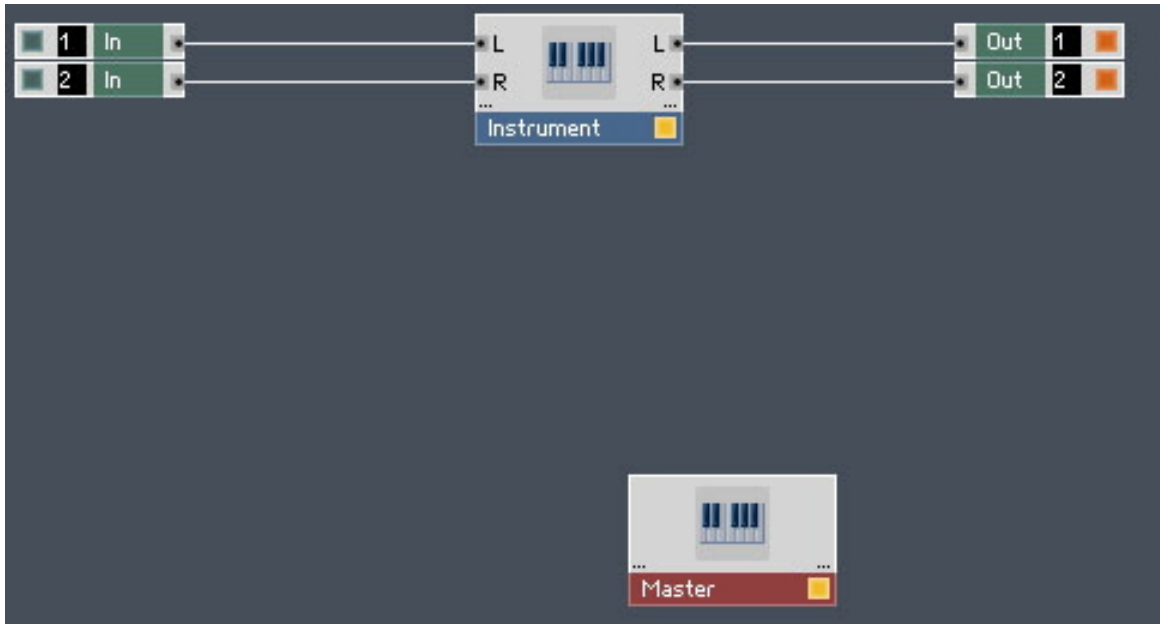 1 In L L Out 1
2 In R R Out 2
... ...
Instrument
... ...
Master